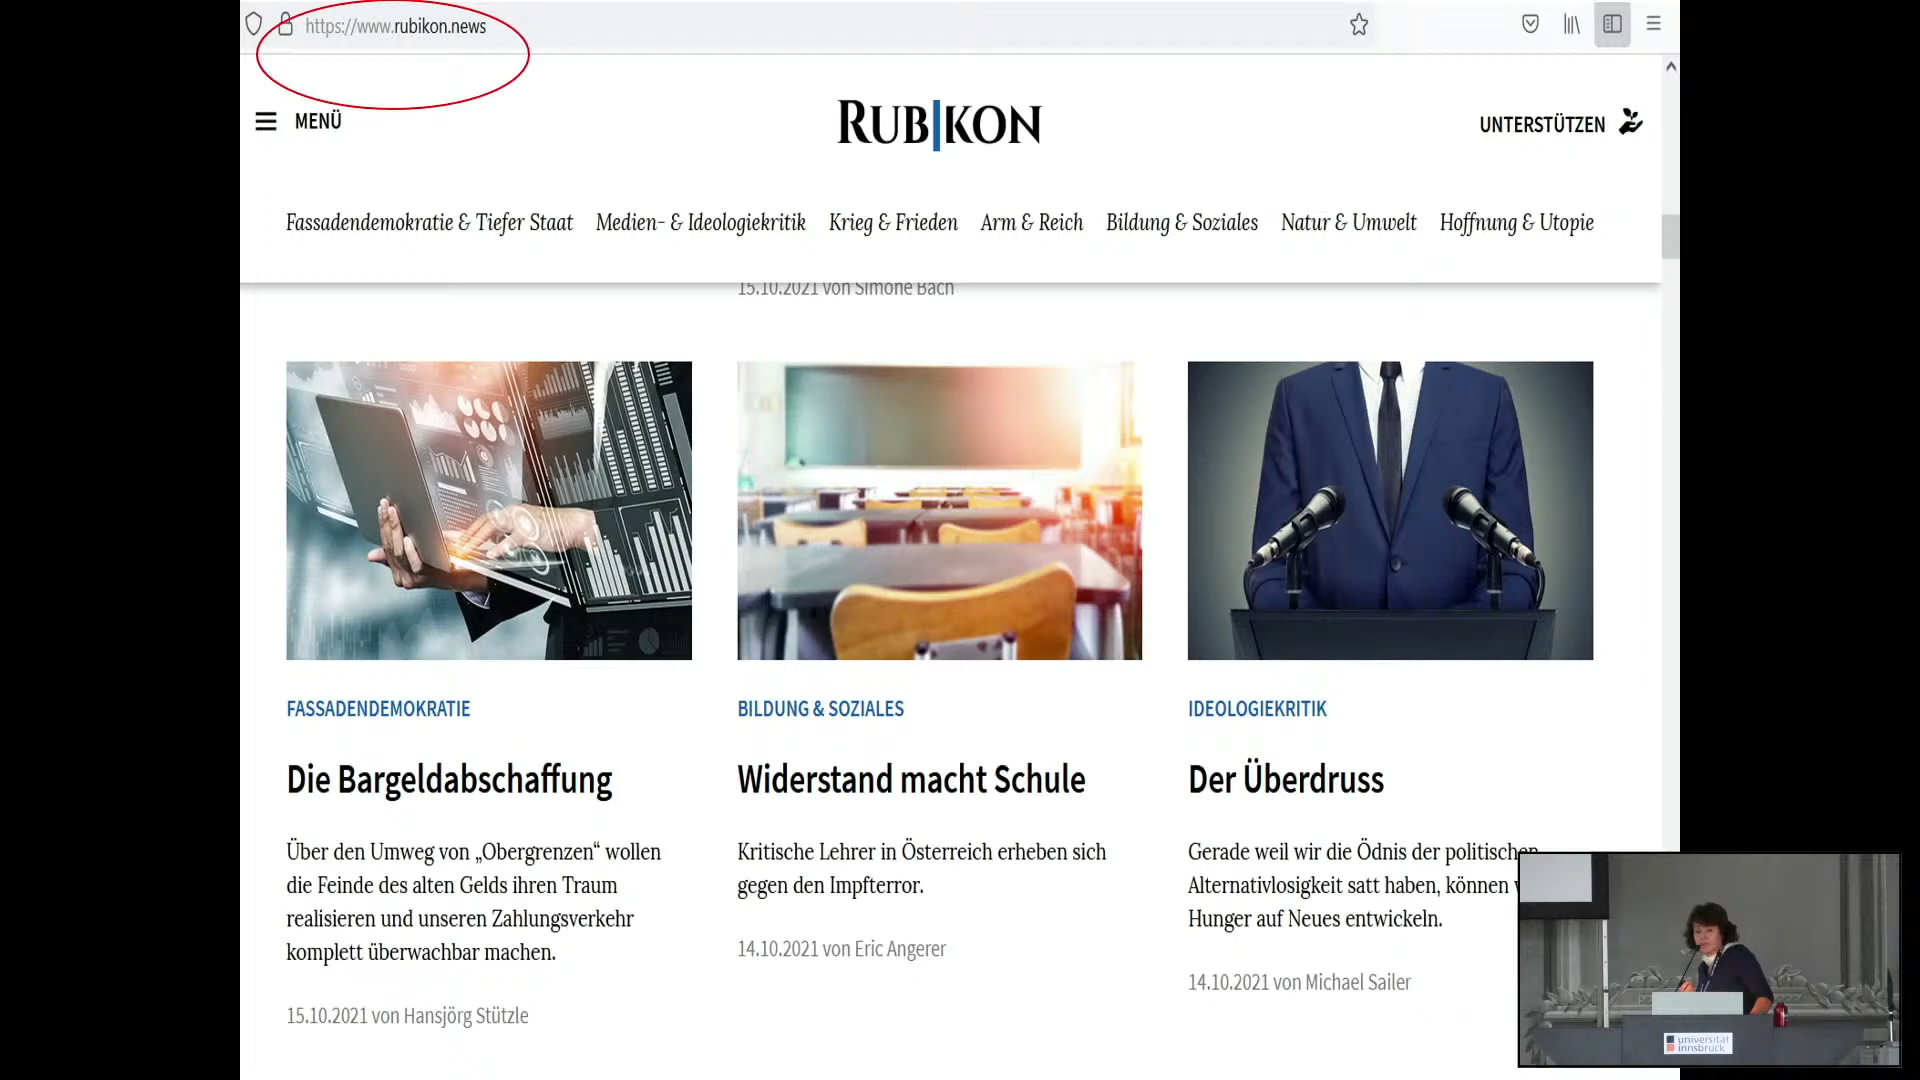 https://www.rubikon.news
MENÜ
RUBIKON
UNTERSTÜTZEN
Fassadendemokratie & Tiefer Staat Medien- & Ideologiekritik Krieg & Frieden Arm & Reich Bildung & Soziales Natur & Umwelt Hoffnung & Utopie
15.10.2021 von Simone Bach
FASSADENDEMOKRATIE
Die Bargeldabschaffung
Über den Umweg von „Obergrenzen“ wollen
die Feinde des alten Gelds ihren Traum
realisieren und unseren Zahlungsverkehr
komplett überwachbar machen.
15.10.2021 von Hansjörg Stützle
BILDUNG & SOZIALES
Widerstand macht Schule
Kritische Lehrer in Österreich erheben sich
gegen den Impfterror.
14.10.2021 von Eric Angerer
IDEOLOGIEKRITIK
Der Überdruss
Gerade weil wir die Ödnis der politischen
Alternativlosigkeit satt haben, können
Hunger auf Neues entwickeln.
14.10.2021 von Michael Sailer
universität
innsbruck